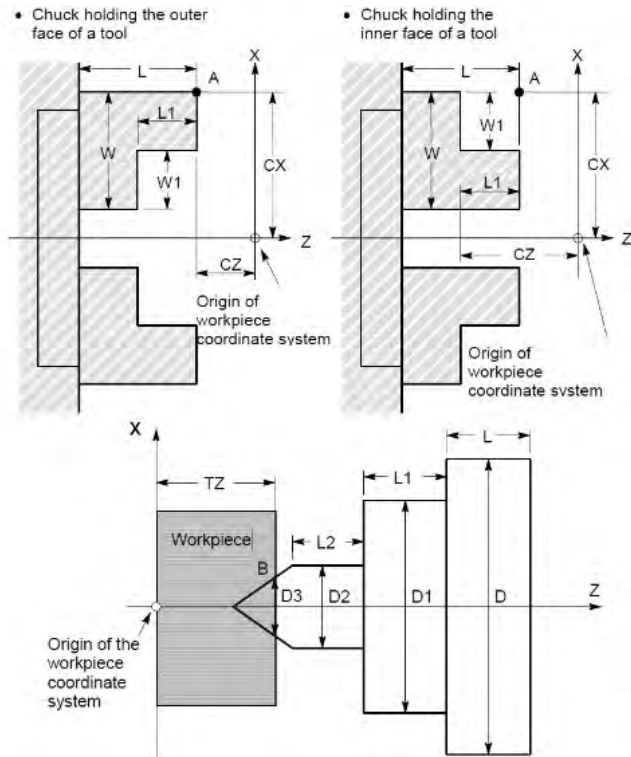 • Chuck holding the outer
face of a tool
• Chuck holding the
inner face of a tool
X
L
A
L1
W
CX
W1
Z
CZ
Origin of
workpiece
coordinate system
X
L
A
W1
W
CX
L1
Z
CZ
Origin of
workpiece
coordinate system
X
L
TZ
L1
Workpiece
L2
B
Z
D3
D2
D1
D
Origin of the
workpiece
coordinate
system